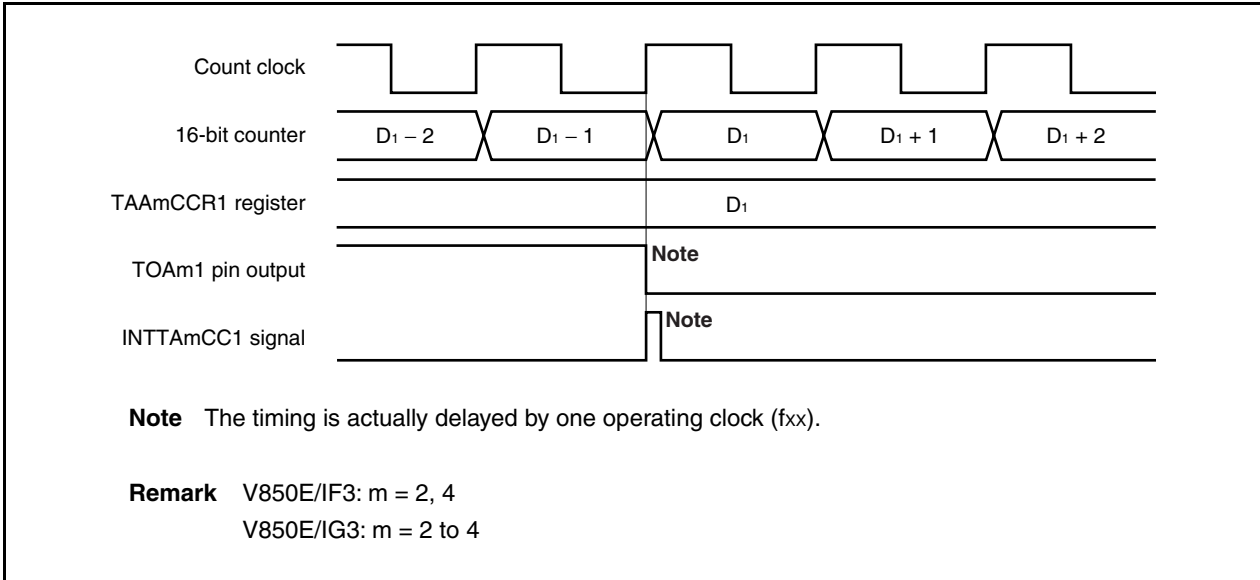 Count clock
16-bit counter
D1 − 2
D1 − 1
D1
D1 + 1
D1 + 2
TAAmCCR1 register
D1
TOAm1 pin output
Note
INTTAmCC1 signal
Note
Note The timing is actually delayed by one operating clock (fxx).
Remark V850E/IF3: m = 2, 4
V850E/IG3: m = 2 to 4